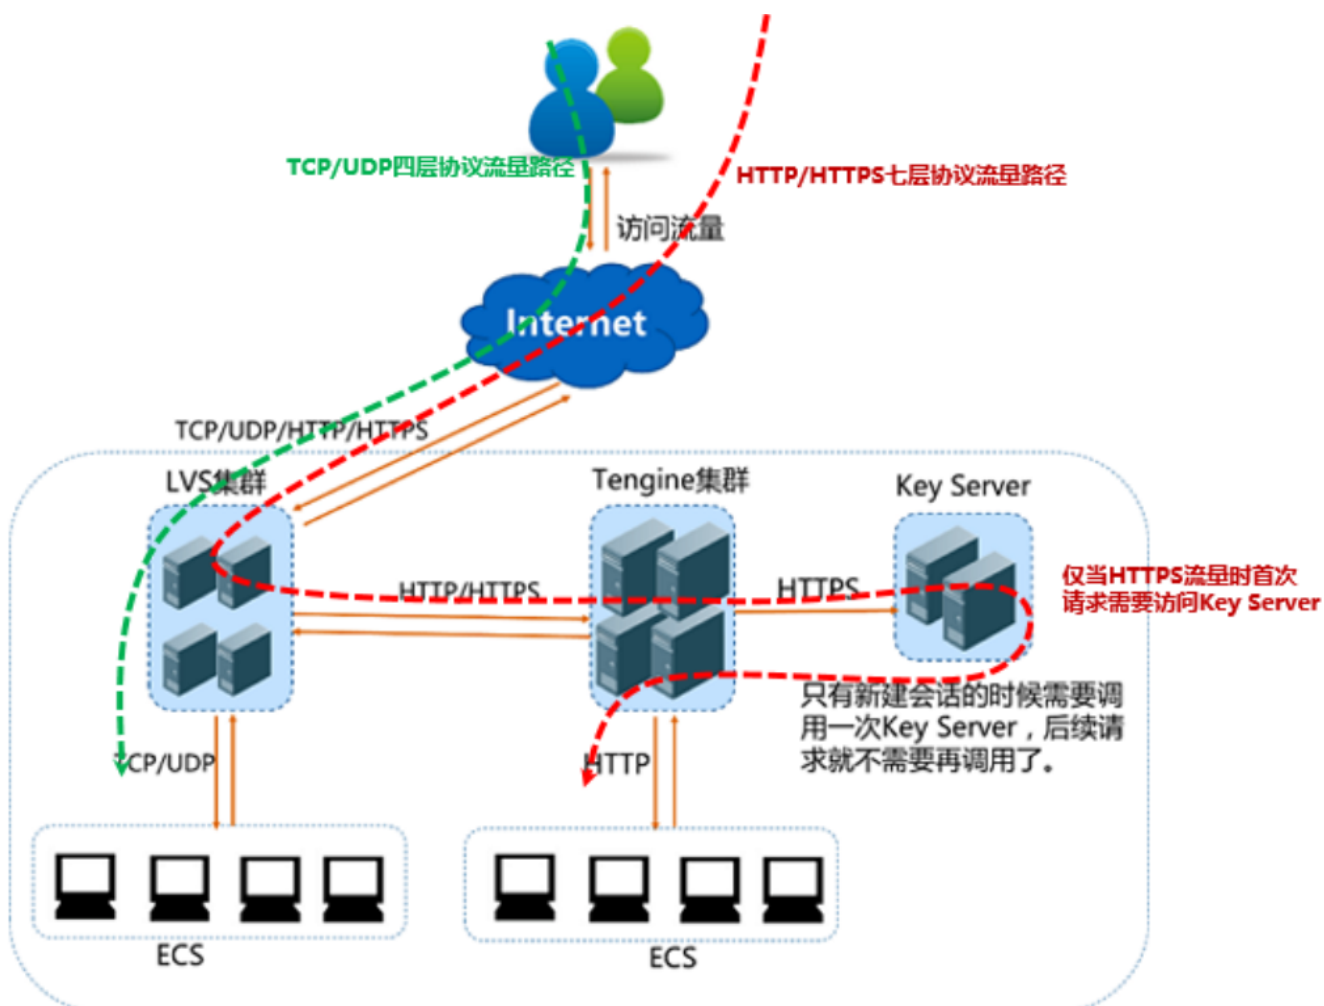 TCP/UDP四层协议流量路径
HTTP/HTTPS七层协议流量路径
访问流量
Internet
TCP/UDP/HTTP/HTTPS
LVS集群
Tengine集群
Key Server
HTTP/HTTPS
HTTPS
仅当HTTPS流量时首次
请求需要访问Key Server
只有新建会话的时候需要调
用一次Key Server，后续请
求就不需要再调用了。
TCP/UDP
HTTP
ECS
ECS